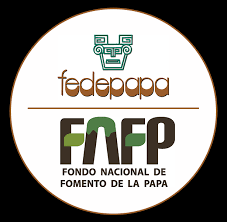 fedepapa
FNFP
FONDO NACIONAL DE
FOMENTO DE LA PAPA